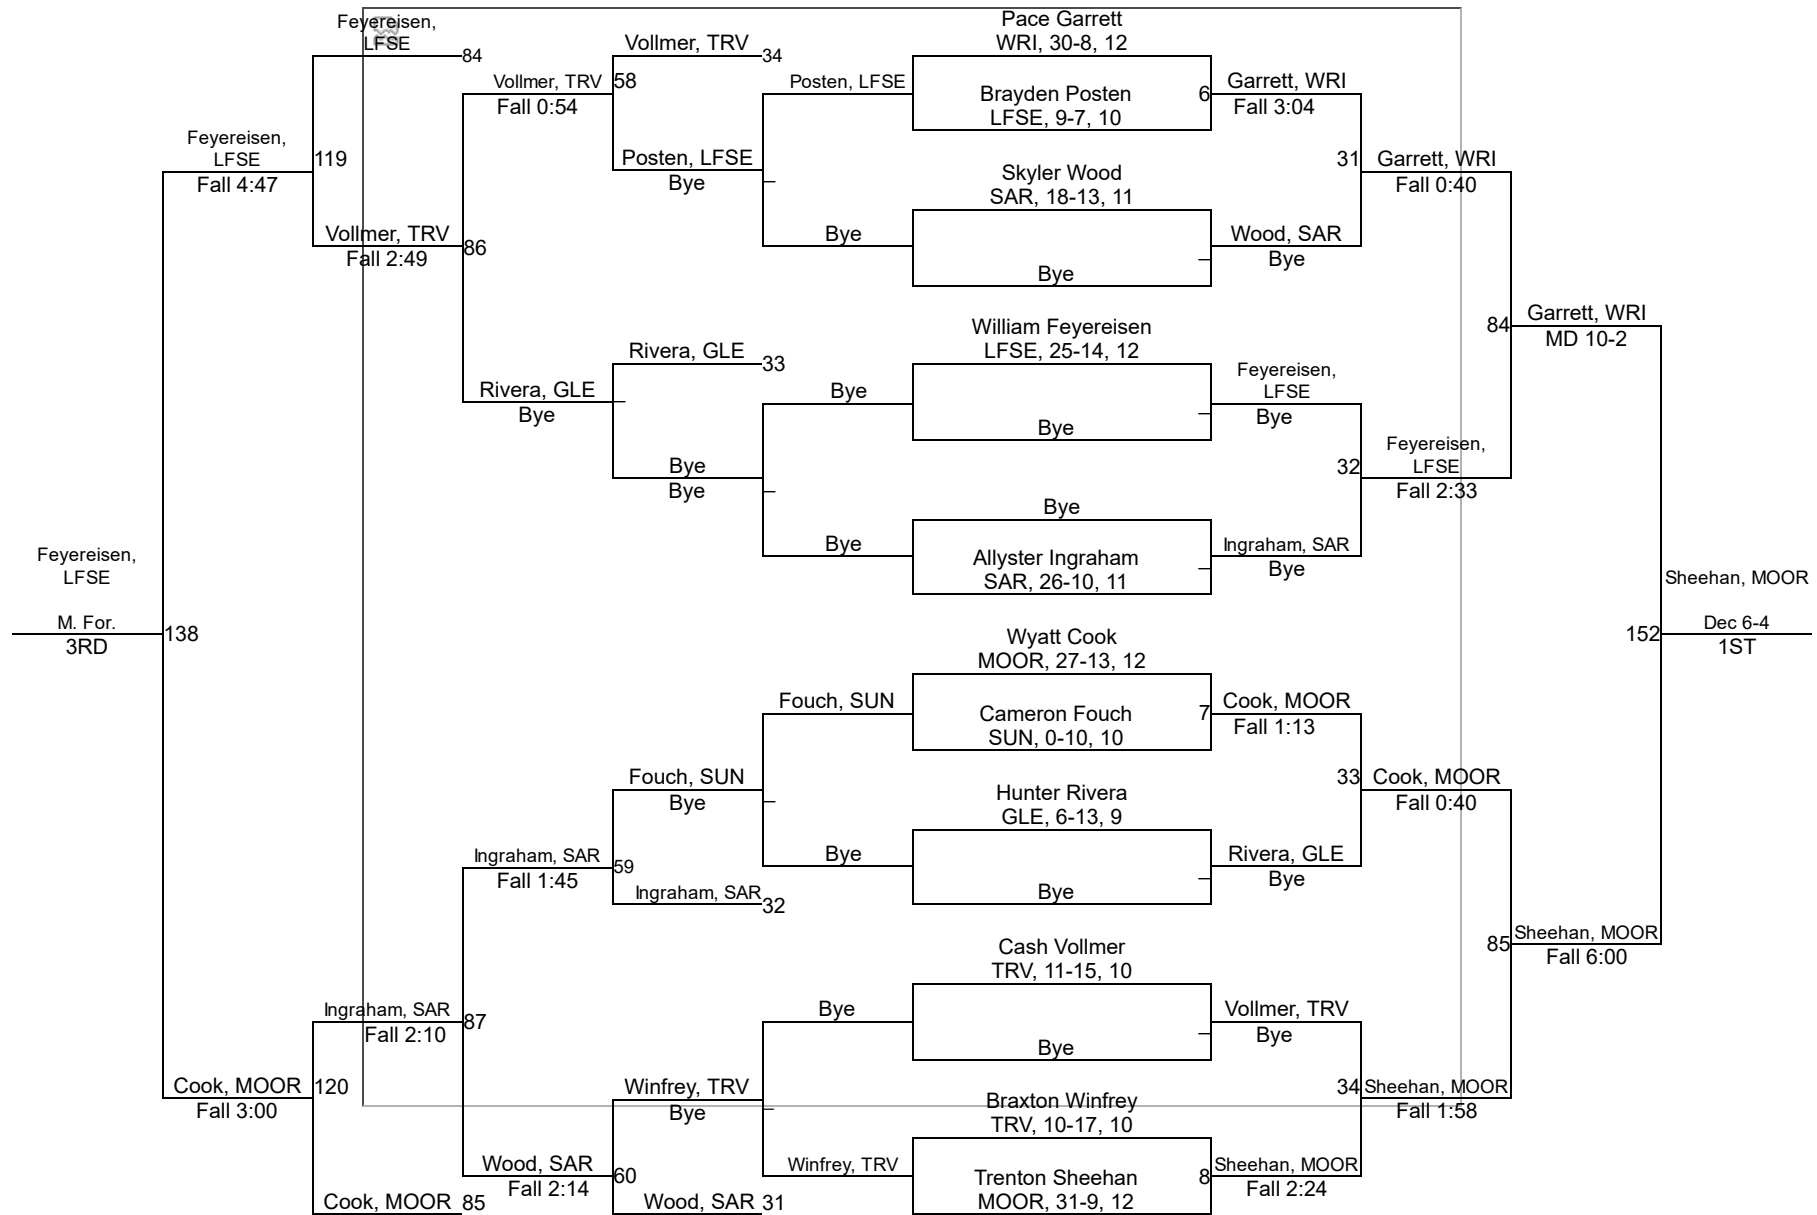 Feyereisen,
LFSE
84
Vollmer, TRV
34
Pace Garrett
WRI, 30-8, 12
Vollmer, TRV
58
Fall 0:54
Posten, LFSE
Brayden Posten
LFSE, 9-7, 10
6
Garrett, WRI
Fall 3:04
Feyereisen,
LFSE
119
Fall 4:47
Posten, LFSE
Bye
Skyler Wood
SAR, 18-13, 11
31
Garrett, WRI
Fall 0:40
Vollmer, TRV
86
Fall 2:49
Bye
Bye
Wood, SAR
Bye
William Feyereisen
LFSE, 25-14, 12
84
Garrett, WRI
MD 10-2
Rivera, GLE
33
Rivera, GLE
Bye
Bye
Bye
Feyereisen,
LFSE
Bye
Bye
Bye
32
Feyereisen,
LFSE
Fall 2:33
Bye
Bye
Allyster Ingraham
SAR, 26-10, 11
Ingraham, SAR
Bye
Feyereisen,
LFSE
M. For.
138
3RD
Sheehan, MOOR
152
Dec 6-4
1ST
Wyatt Cook
MOOR, 27-13, 12
Fouch, SUN
Cameron Fouch
SUN, 0-10, 10
7
Cook, MOOR
Fall 1:13
Fouch, SUN
Bye
Hunter Rivera
GLE, 6-13, 9
33
Cook, MOOR
Fall 0:40
Ingraham, SAR
59
Fall 1:45
Ingraham, SAR
32
Bye
Bye
Rivera, GLE
Bye
Cash Vollmer
TRV, 11-15, 10
85
Sheehan, MOOR
Fall 6:00
Ingraham, SAR
87
Fall 2:10
Bye
Bye
Vollmer, TRV
Bye
Cook, MOOR
120
Fall 3:00
Winfrey, TRV
Bye
Braxton Winfrey
TRV, 10-17, 10
34
Sheehan, MOOR
Fall 1:58
Wood, SAR
60
Fall 2:14
Winfrey, TRV
Trenton Sheehan
MOOR, 31-9, 12
8
Sheehan, MOOR
Fall 2:24
Cook, MOOR
85
Wood, SAR
31